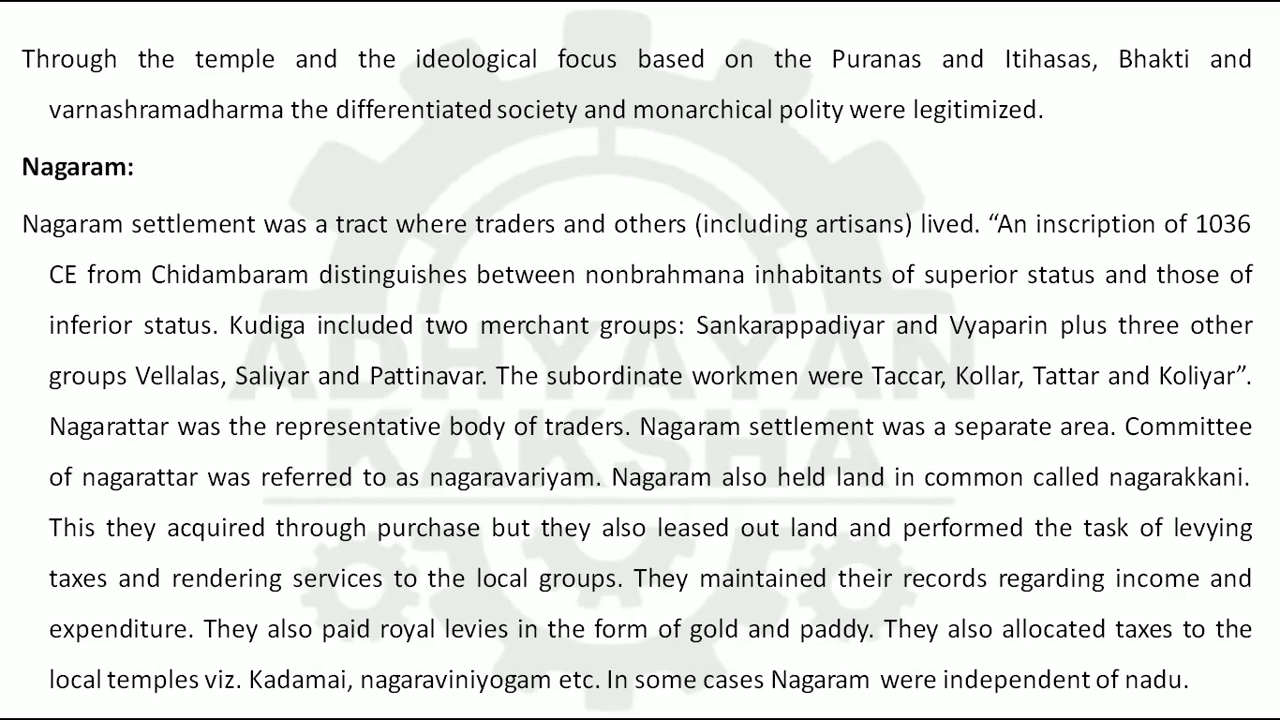 Through the temple and the ideological focus based on the Puranas and Itihasas, Bhakti and
varnashramadharma the differentiated society and monarchical polity were legitimized.
Nagaram:
Nagaram settlement was a tract where traders and others (including artisans) lived. “An inscription of 1036
CE from Chidambaram distinguishes between nonbrahmana inhabitants of superior status and those of
inferior status. Kudiga included two merchant groups: Sankarappadiyar and Vyaparin plus three other
groups Vellalas, Saliyar and Pattinavar. The subordinate workmen were Taccar, Kollar, Tattar and Koliyar”.
Nagarattar was the representative body of traders. Nagaram settlement was a separate area. Committee
of nagarattar was referred to as nagaravariyam. Nagaram also held land in common called nagarakkani.
This they acquired through purchase but they also leased out land and performed the task of levying
taxes and rendering services to the local groups. They maintained their records regarding income and
expenditure. They also paid royal levies in the form of gold and paddy. They also allocated taxes to the
local temples viz. Kadamai, nagaraviniyogam etc. In some cases Nagaram were independent of nadu.
ADHYAYAN
KAKSHA